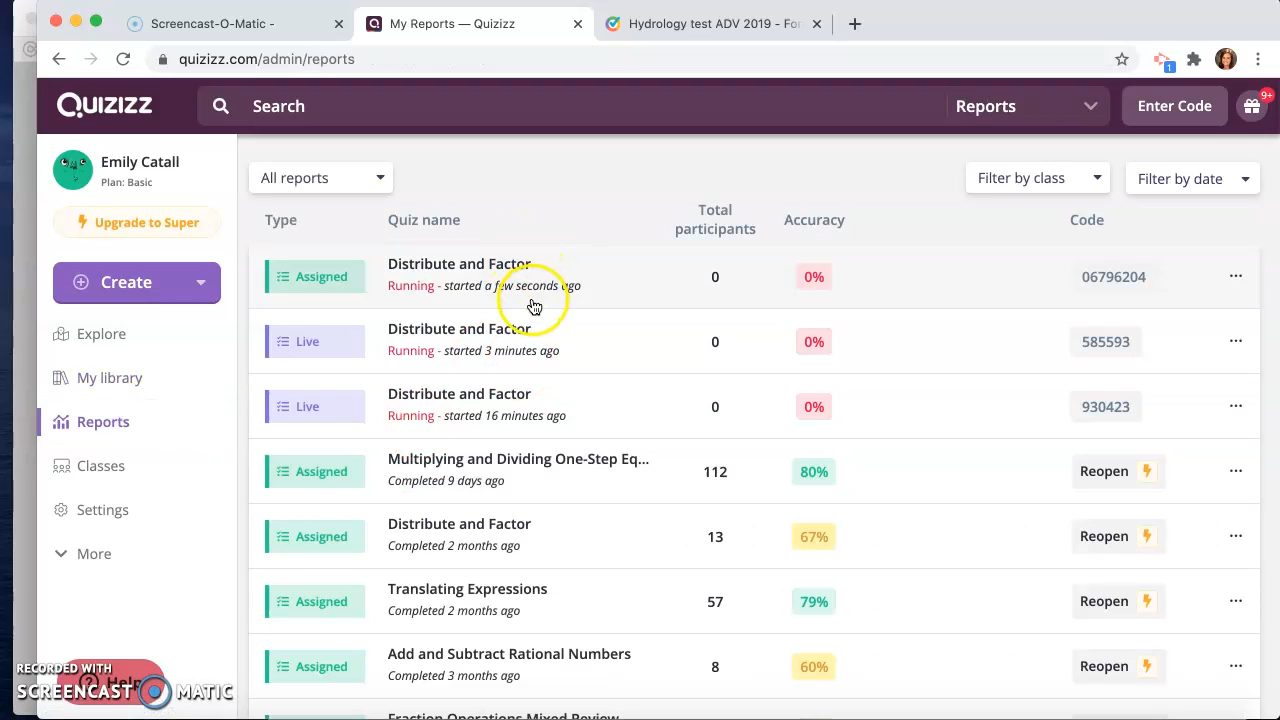 Screencast-O-Matic -
My Reports — Quizizz
Hydrology test ADV 2019 - For
quizizz.com/admin/reports
1
QUIZIZZ
Search
Reports
Enter Code
9+
Emily Catall
Plan: Basic
Upgrade to Super
Create
Explore
My library
Reports
Classes
Settings
More
All reports
Filter by class
Filter by date
Type
Quiz name
Total participants
Accuracy
Code
Assigned
Distribute and Factor
Running - started a few seconds ago
0
0%
06796204
Live
Distribute and Factor
Running - started 3 minutes ago
0
0%
585593
Live
Distribute and Factor
Running - started 16 minutes ago
0
0%
930423
Assigned
Multiplying and Dividing One-Step Eq...
Completed 9 days ago
112
80%
Reopen
Assigned
Distribute and Factor
Completed 2 months ago
13
67%
Reopen
Assigned
Translating Expressions
Completed 2 months ago
57
79%
Reopen
Assigned
Add and Subtract Rational Numbers
Completed 3 months ago
8
60%
Reopen
Fraction Operations Mixed Review
Help
RECORDED WITH
SCREENCAST MATIC